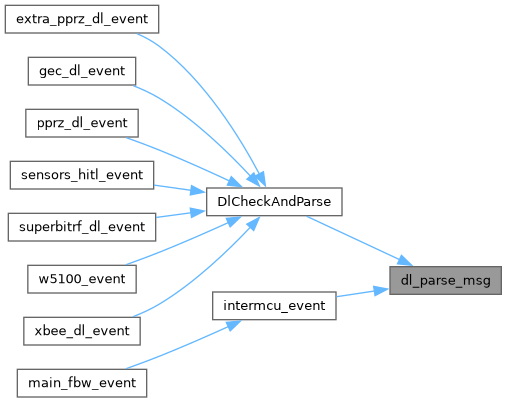 extra_pprz_dl_event
gec_dl_event
pprz_dl_event
sensors_hitl_event
superbitrf_dl_event
w5100_event
xbee_dl_event
main_fbw_event
DlCheckAndParse
intermcu_event
dl_parse_msg